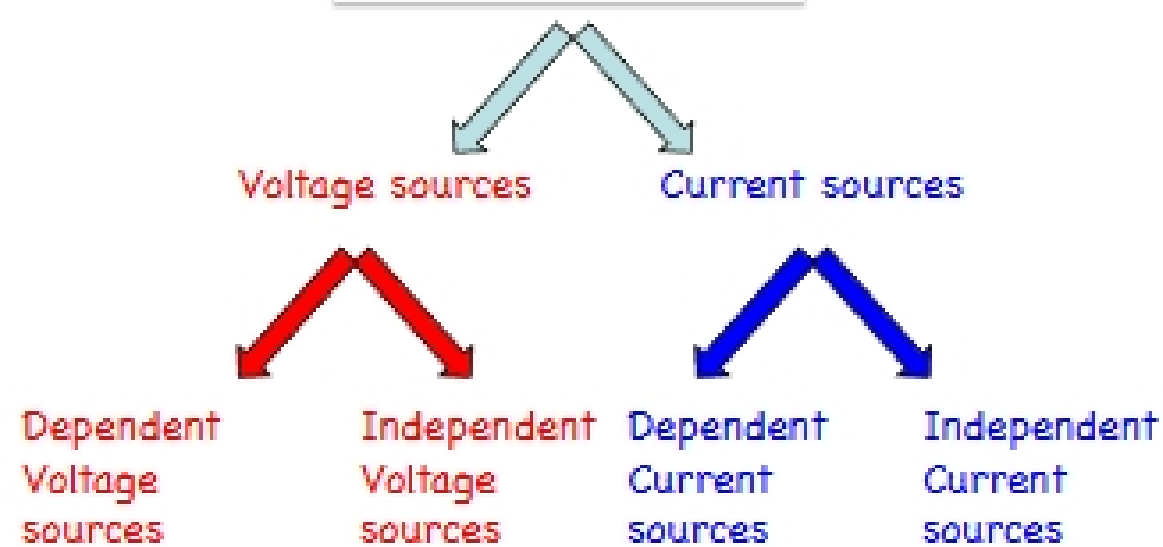 Voltage sources
Current sources
Dependent
Voltage
sources
Independent
Voltage
sources
Dependent
Current
sources
Independent
Current
sources